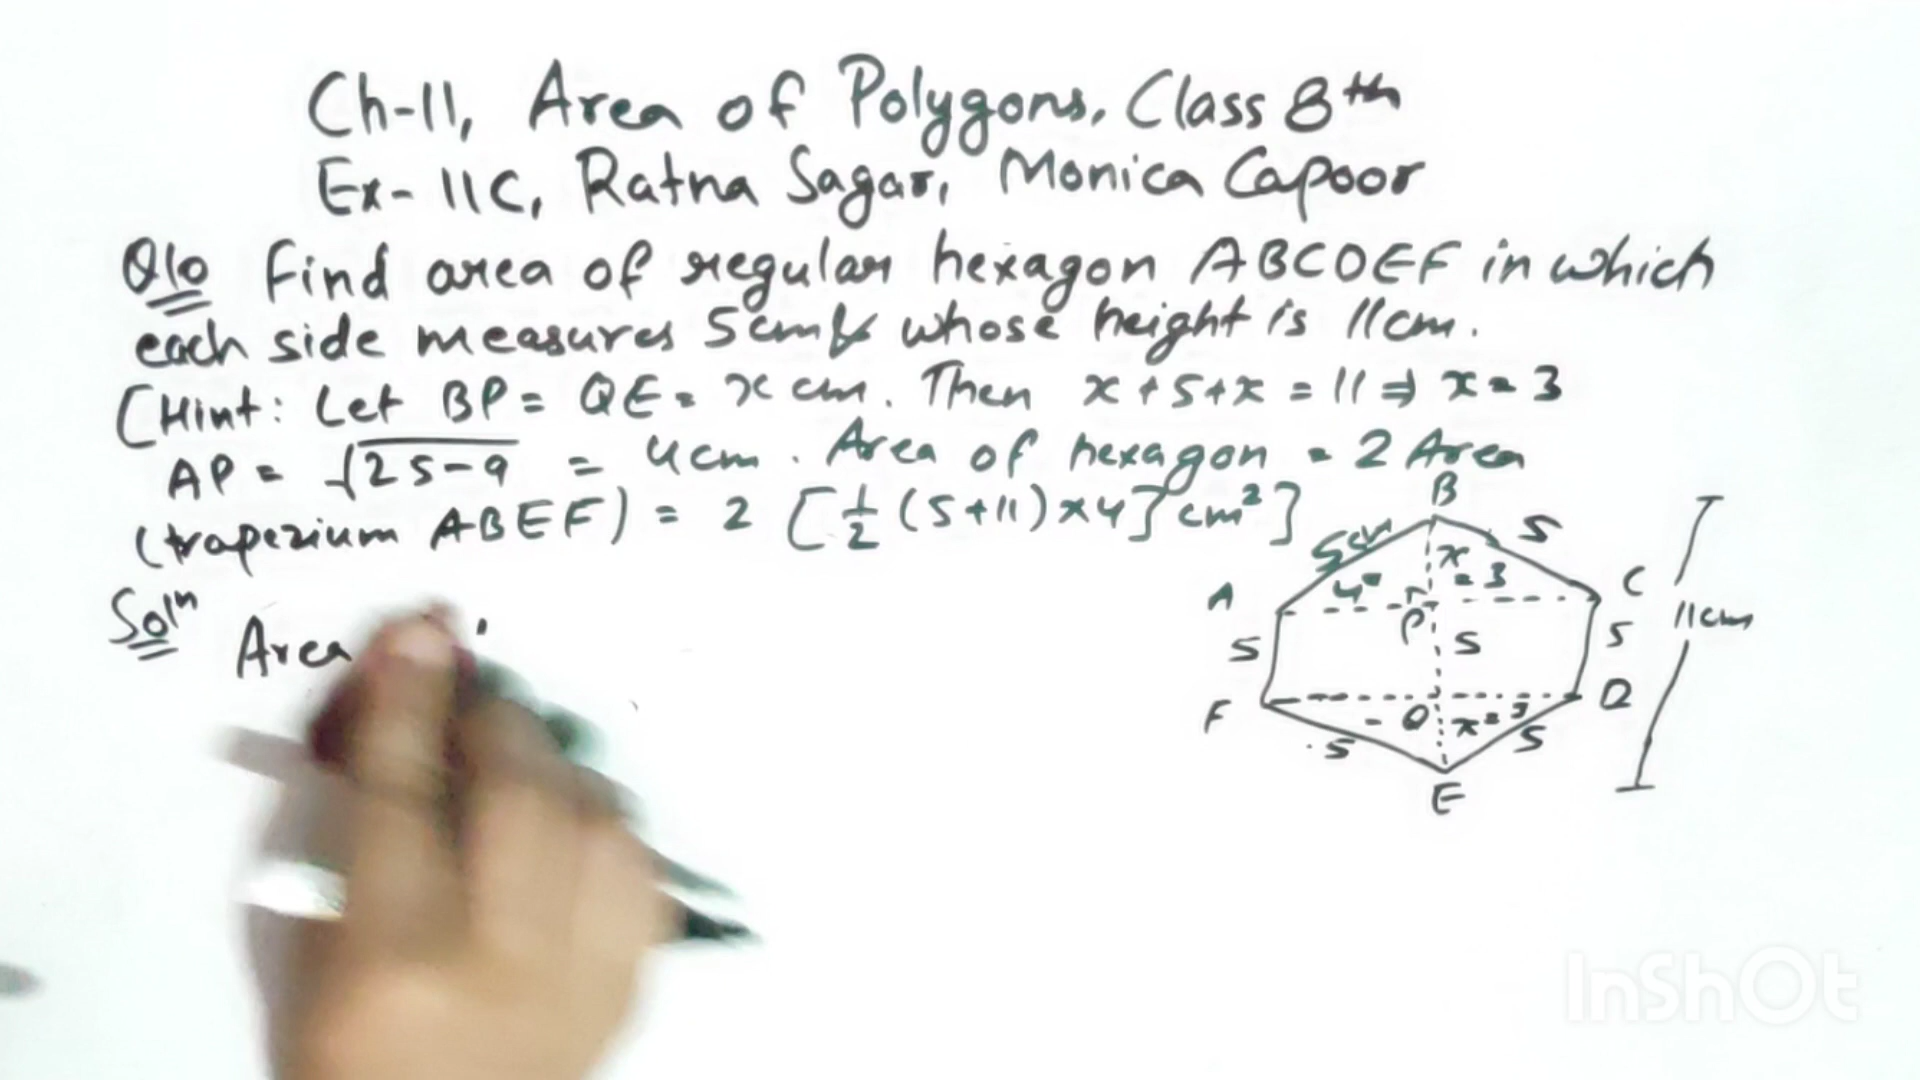 Ch-11, Area of Polygons, Class 8th
Ex-11C, Ratna Sagar, Monica Capoor
Q10 Find area of regular hexagon ABCDEF in which
each side measures 5cm & whose height is 11cm.
[Hint: Let BP = QE = x cm. Then x+5+x = 11 ⇒ x = 3
AP = √25-9 = 4cm. Area of hexagon = 2 Area
(trapezium ABEF) = 2 [1/2 (5+11)×4] cm²]
Soln Area
B
5cm
5
x = 3
4
A
P
C
5
5
5
11cm
F
Q
x = 3
D
5
5
E
InShOt